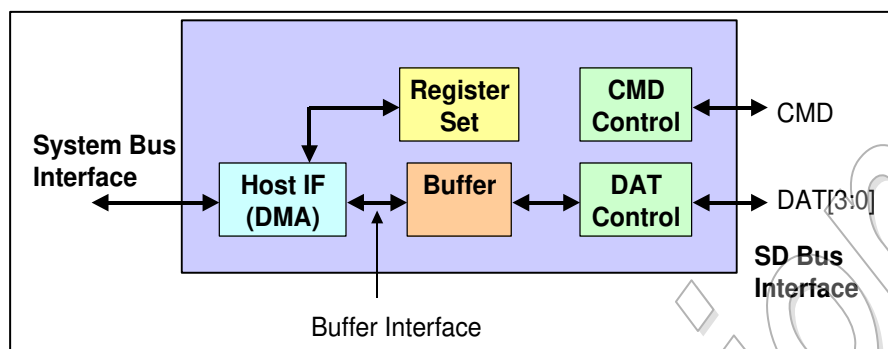 Register
Set
CMD
Control
CMD
System Bus
Interface
Host IF
(DMA)
Buffer
DAT
Control
DAT[3:0]
SD Bus
Interface
Buffer Interface